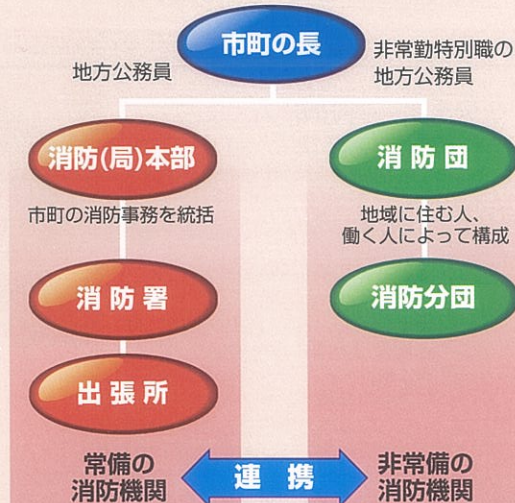 市町の長
地方公務員
非常勤特別職の
地方公務員
消防(局)本部
消防団
市町の消防事務を統括
地域に住む人、
働く人によって構成
消防署
消防分団
出張所
常備の
消防機関
連携
非常備の
消防機関